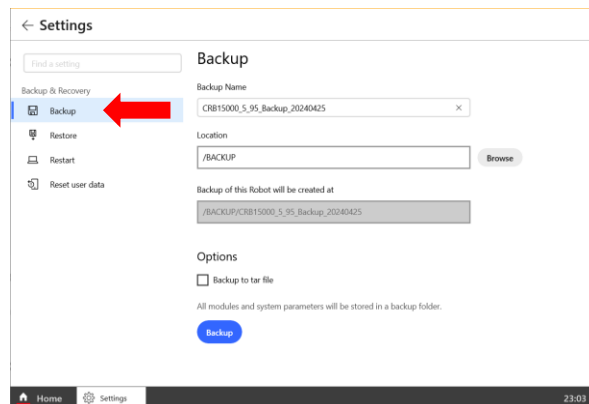 Settings
Find a setting
Backup & Recovery
Backup
Restore
Restart
Reset user data
Backup
Backup Name
CRB15000_5_95_Backup_20240425
Location
/BACKUP
Browse
Backup of this Robot will be created at
/BACKUP/CRB15000_5_95_Backup_20240425
Options
Backup to tar file
All modules and system parameters will be stored in a backup folder.
Backup
Home Settings 23:03